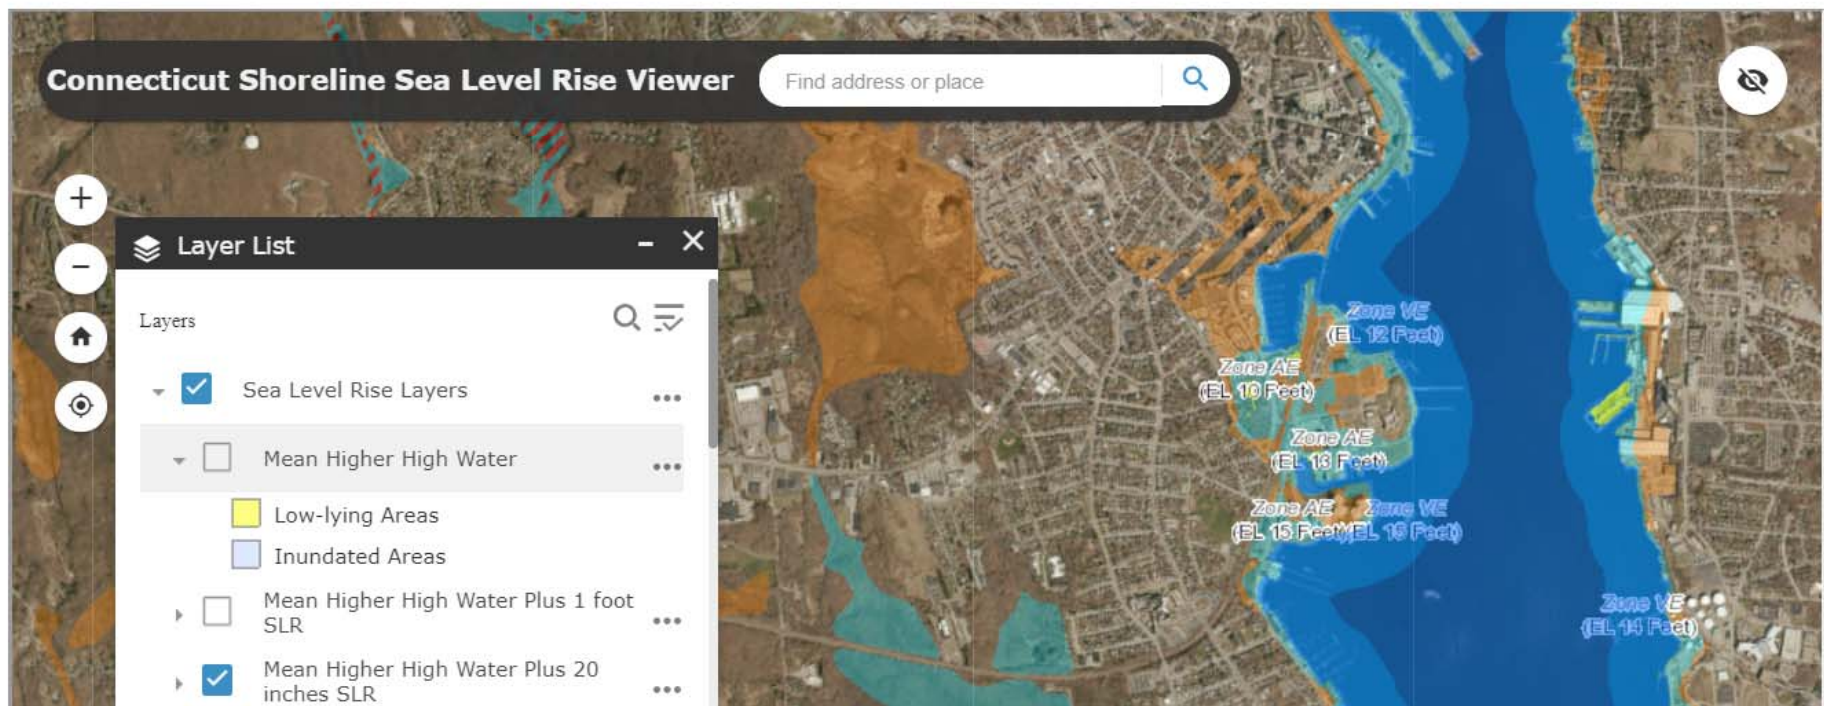 Connecticut Shoreline Sea Level Rise Viewer
Find address or place
Layer List
Layers
Sea Level Rise Layers
Mean Higher High Water
Low-lying Areas
Inundated Areas
Mean Higher High Water Plus 1 foot
SLR
Mean Higher High Water Plus 20
inches SLR
Zone VE
(EL 12 Feet)
Zone AE
(EL 10 Feet)
Zone AE
(EL 13 Feet)
Zone AE
(EL 15 Feet)
Zone VE
(EL 15 Feet)
Zone VE
(EL 14 Feet)